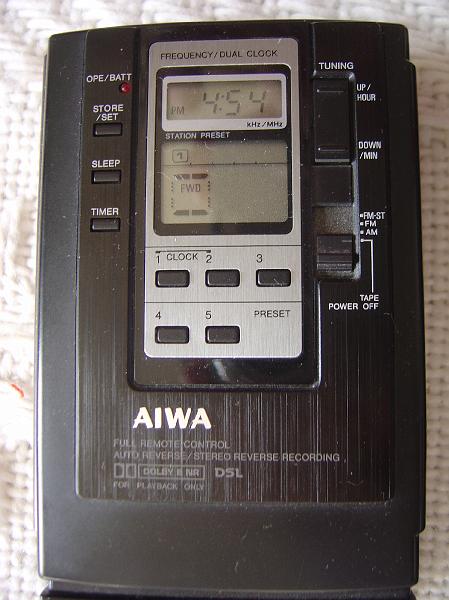 FREQUENCY/DUAL CLOCK
TUNING
OPE/BATT
UP/
HOUR
PM 4:54
kHz/MHz
STORE
/SET
STATION PRESET
DOWN
/MIN
1
SLEEP
FWD
TIMER
•FM-ST
•FM
•AM
1 CLOCK 2 3
TAPE
POWER OFF
4 5 PRESET
AIWA
FULL REMOTE CONTROL
AUTO REVERSE/STEREO REVERSE RECORDING
DOLBY B NR DSL
FOR PLAYBACK ONLY